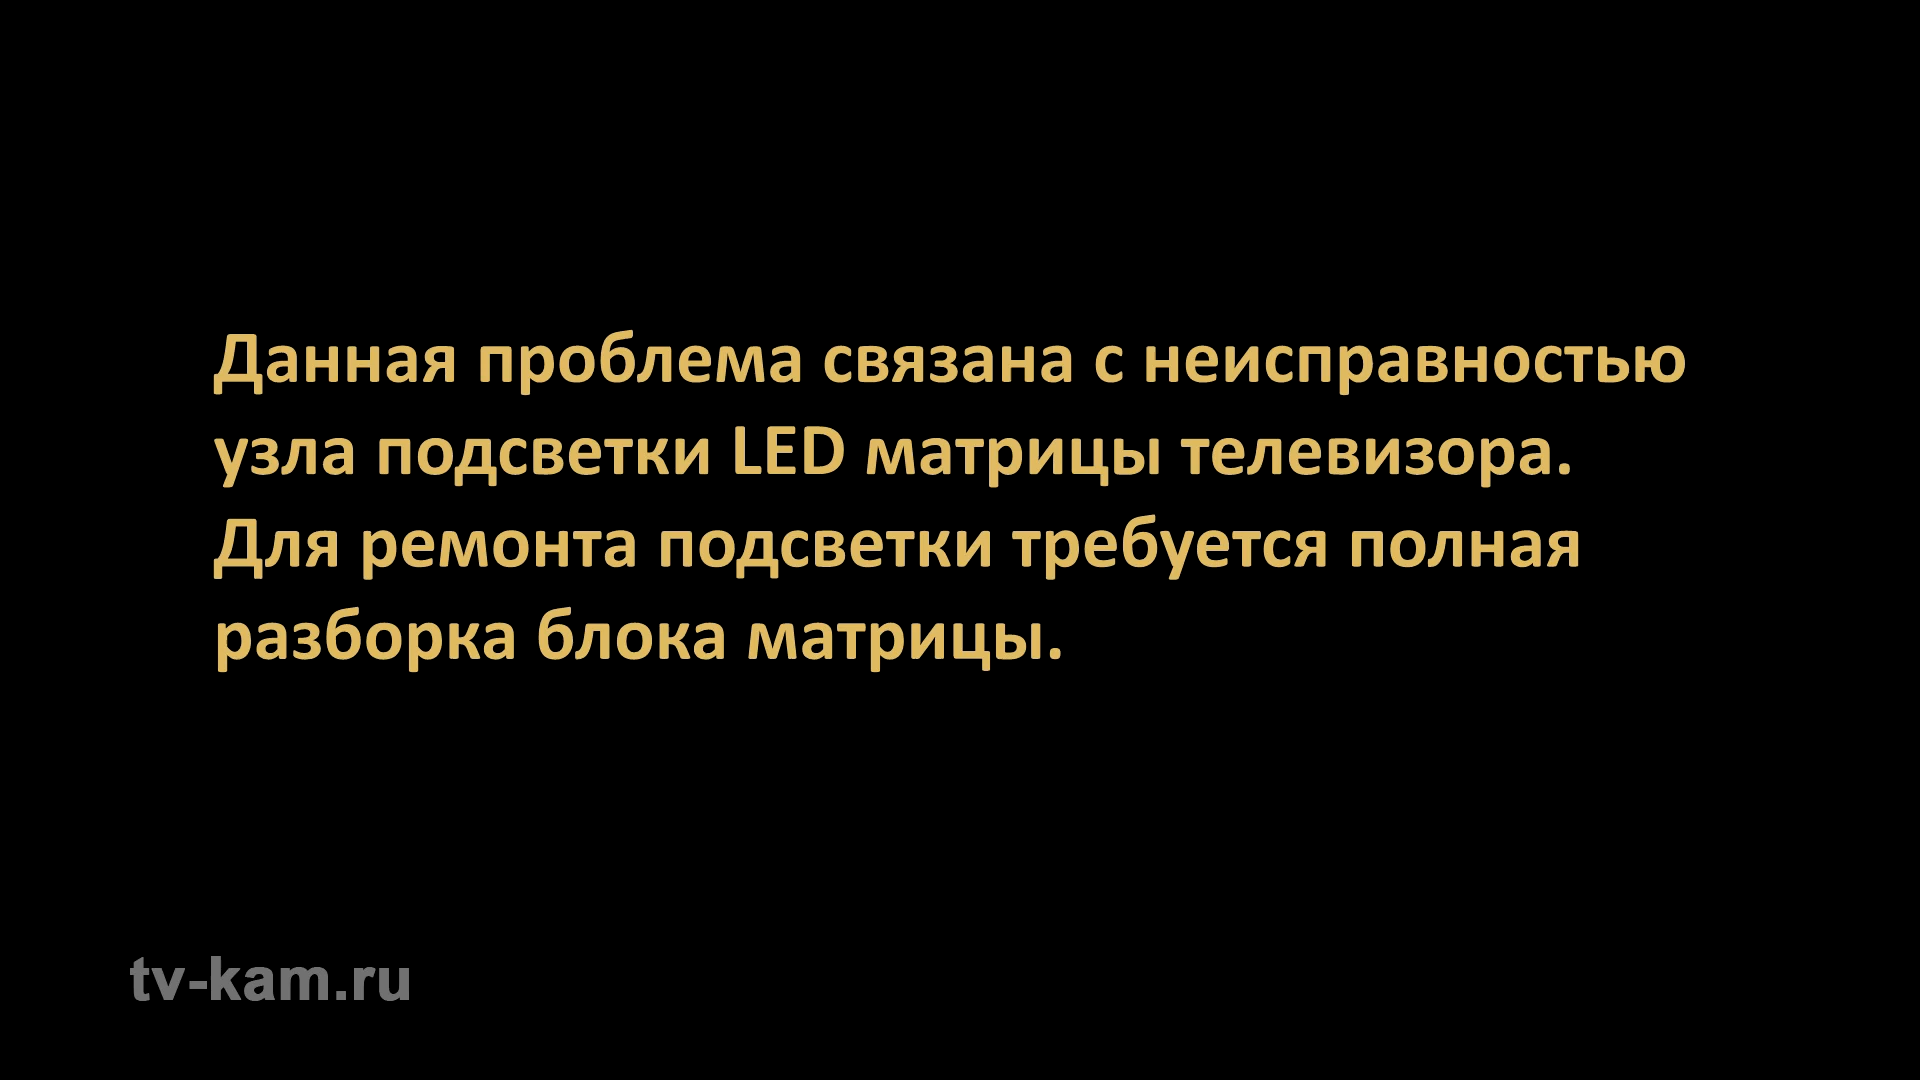 Данная проблема связана с неисправностью
узла подсветки LED матрицы телевизора.
Для ремонта подсветки требуется полная
разборка блока матрицы.
tv-kam.ru